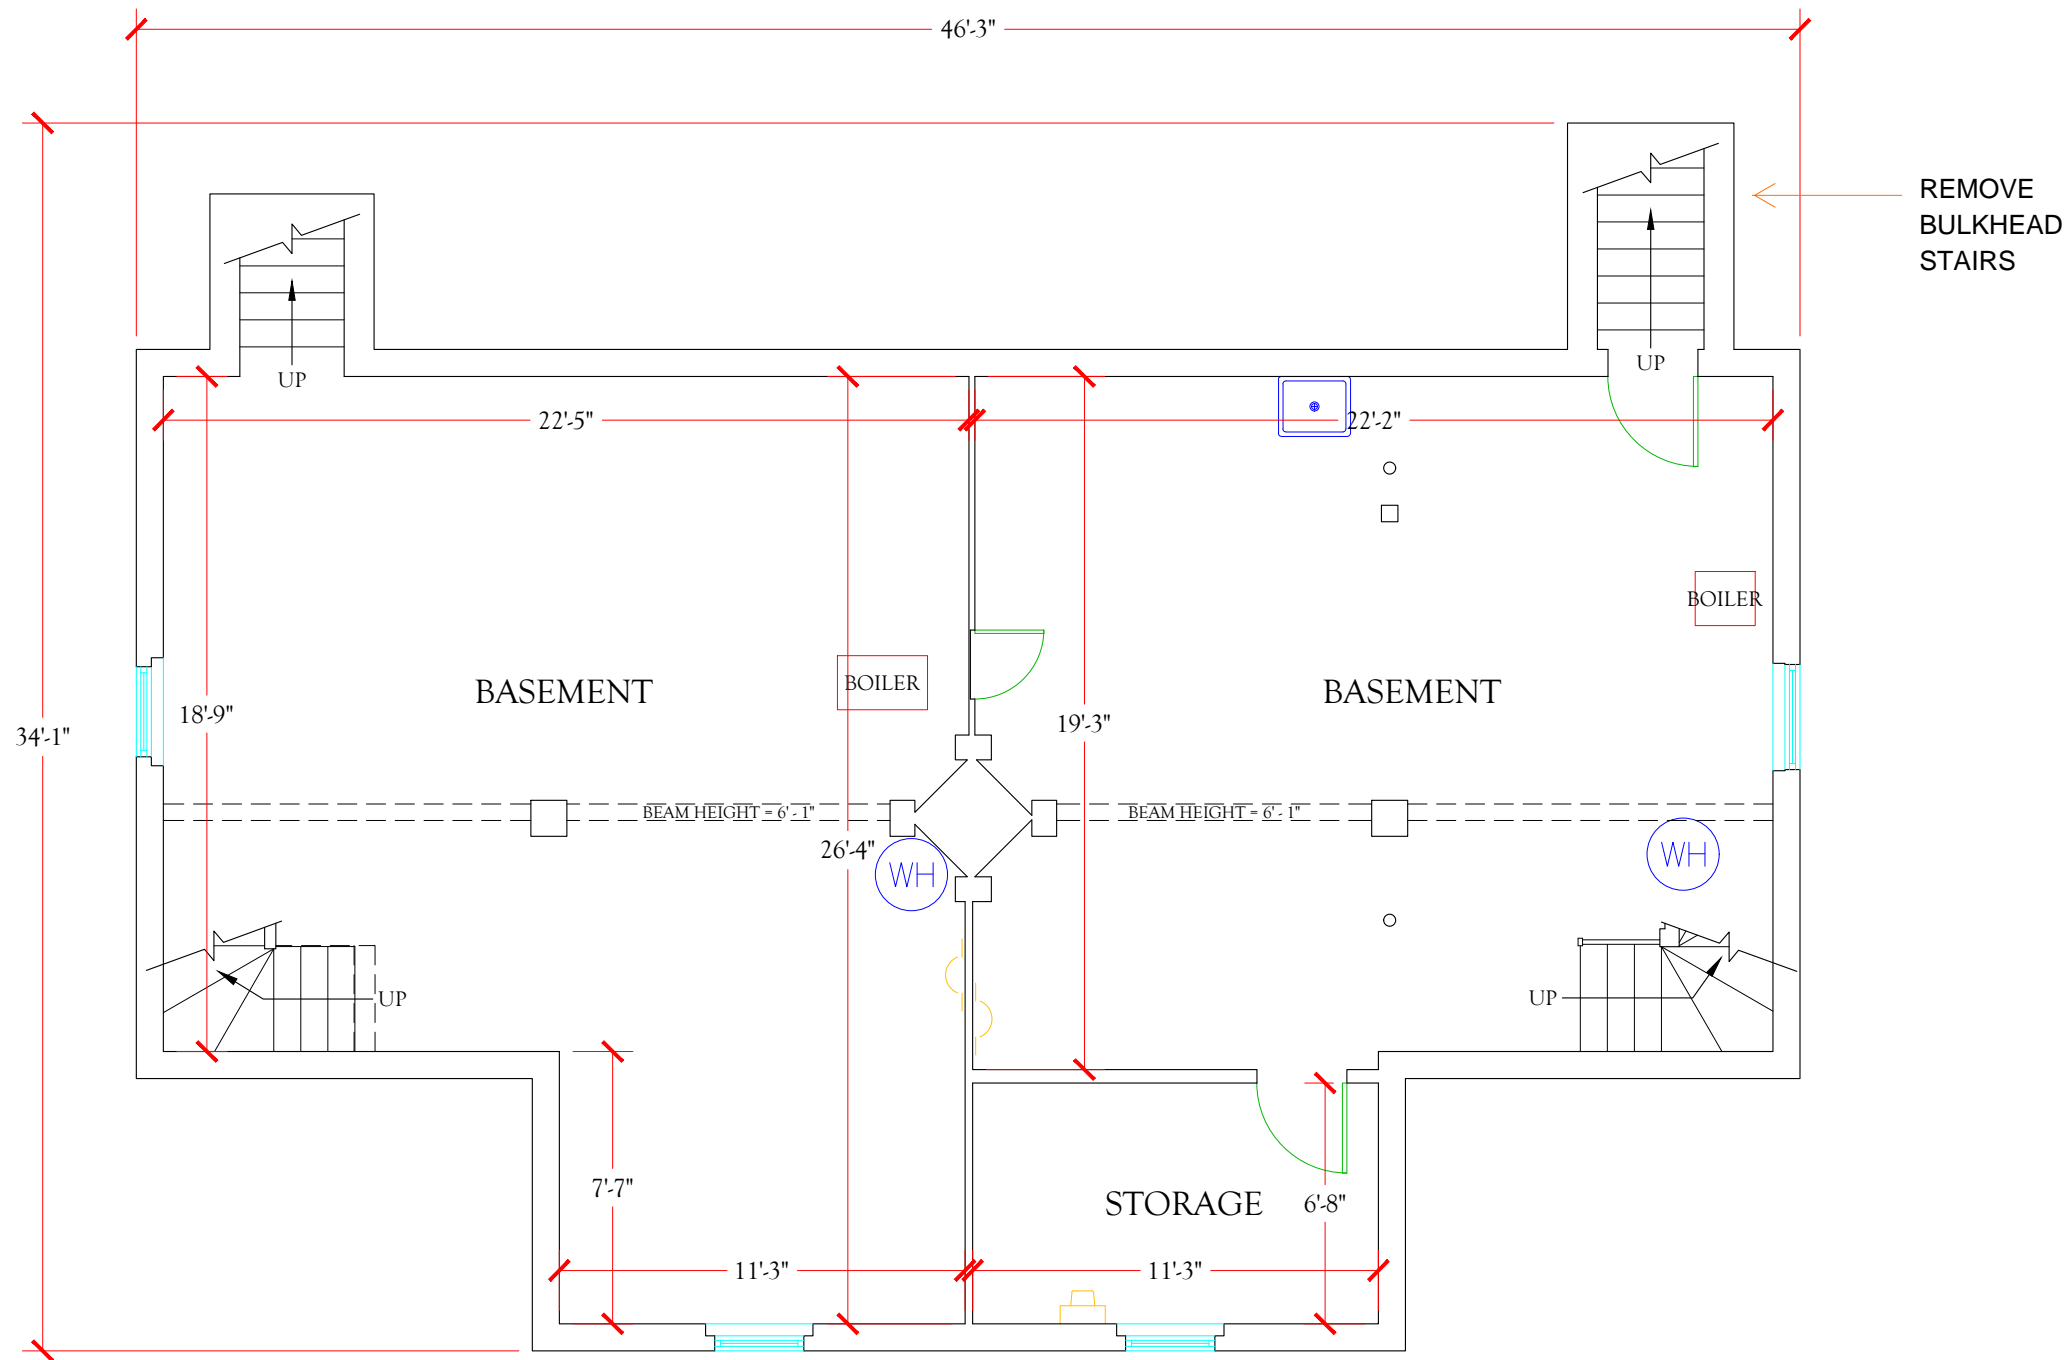 46'-3"
REMOVE
BULKHEAD
STAIRS
UP
UP
22'-5"
22'-2"
BOILER
BASEMENT
BOILER
BASEMENT
18'-9"
19'-3"
34'-1"
BEAM HEIGHT = 6' - 1"
BEAM HEIGHT = 6' - 1"
26'-4"
WH
WH
UP
UP
7'-7"
STORAGE
6'-8"
11'-3"
11'-3"